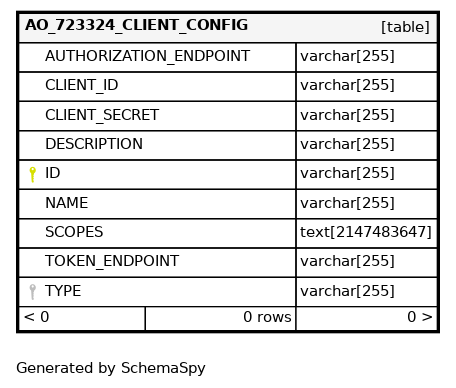 AO_723324_CLIENT_CONFIG [table]
AUTHORIZATION_ENDPOINT varchar[255]
CLIENT_ID varchar[255]
CLIENT_SECRET varchar[255]
DESCRIPTION varchar[255]
ID varchar[255]
NAME varchar[255]
SCOPES text[2147483647]
TOKEN_ENDPOINT varchar[255]
TYPE varchar[255]
< 0 0 rows 0 >
Generated by SchemaSpy